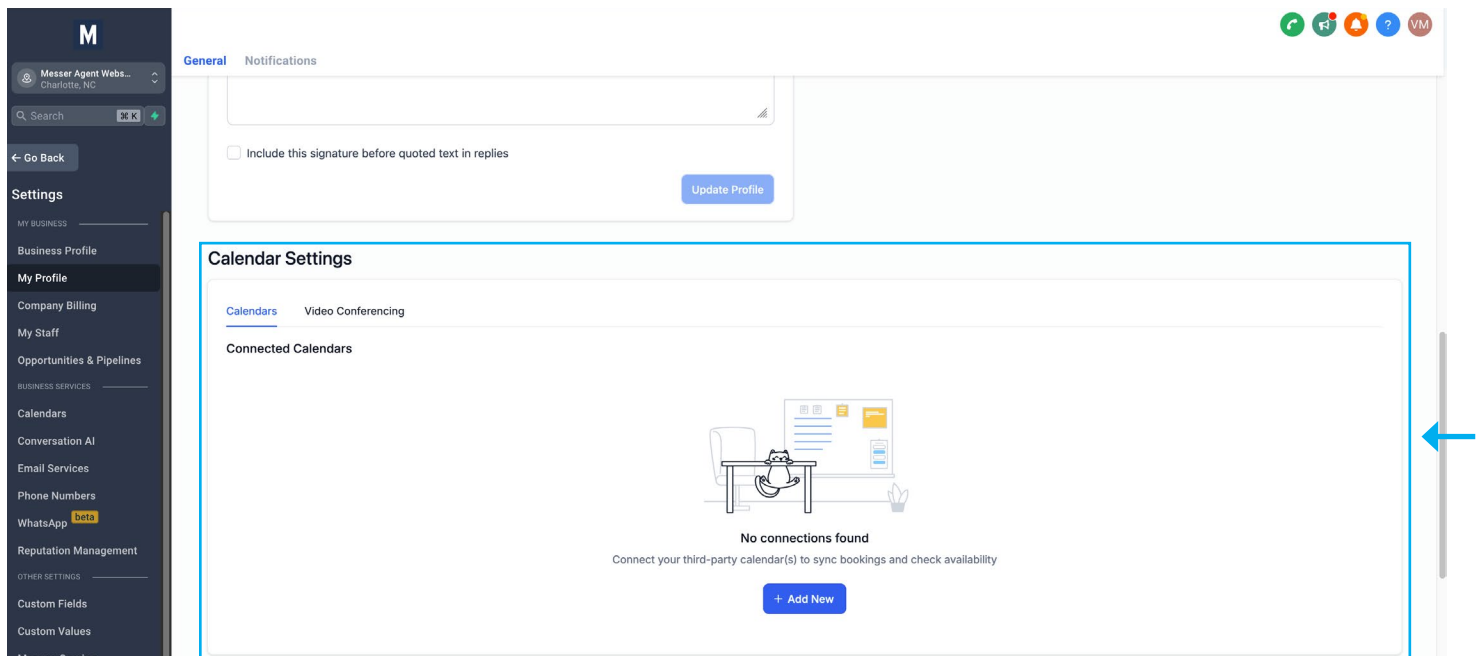 M
Messer Agent Webs...
Charlotte, NC
Search ⌘ K
← Go Back
Settings
MY BUSINESS
Business Profile
My Profile
Company Billing
My Staff
Opportunities & Pipelines
BUSINESS SERVICES
Calendars
Conversation AI
Email Services
Phone Numbers
WhatsApp beta
Reputation Management
OTHER SETTINGS
Custom Fields
Custom Values
? VM
General Notifications
Include this signature before quoted text in replies
Update Profile
Calendar Settings
Calendars Video Conferencing
Connected Calendars
No connections found
Connect your third-party calendar(s) to sync bookings and check availability
+ Add New